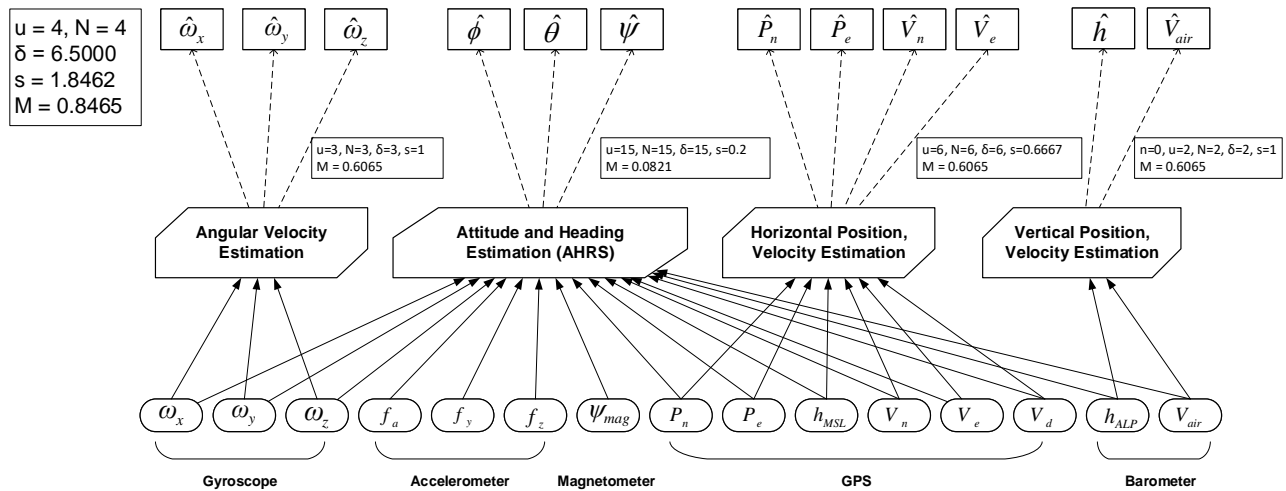 u = 4, N = 4
δ = 6.5000
s = 1.8462
M = 0.8465
ω̂x ω̂y ω̂z ϕ̂ θ̂ ψ̂ P̂n P̂e V̂n V̂e ĥ V̂air
u=3, N=3, δ=3, s=1
M = 0.6065
u=15, N=15, δ=15, s=0.2
M = 0.0821
u=6, N=6, δ=6, s=0.6667
M = 0.6065
n=0, u=2, N=2, δ=2, s=1
M = 0.6065
Angular Velocity
Estimation
Attitude and Heading
Estimation (AHRS)
Horizontal Position,
Velocity Estimation
Vertical Position,
Velocity Estimation
ωx ωy ωz fa fy fz ψmag Pn Pe hMSL Vn Ve Vd hALP Vair
Gyroscope Accelerometer Magnetometer GPS Barometer